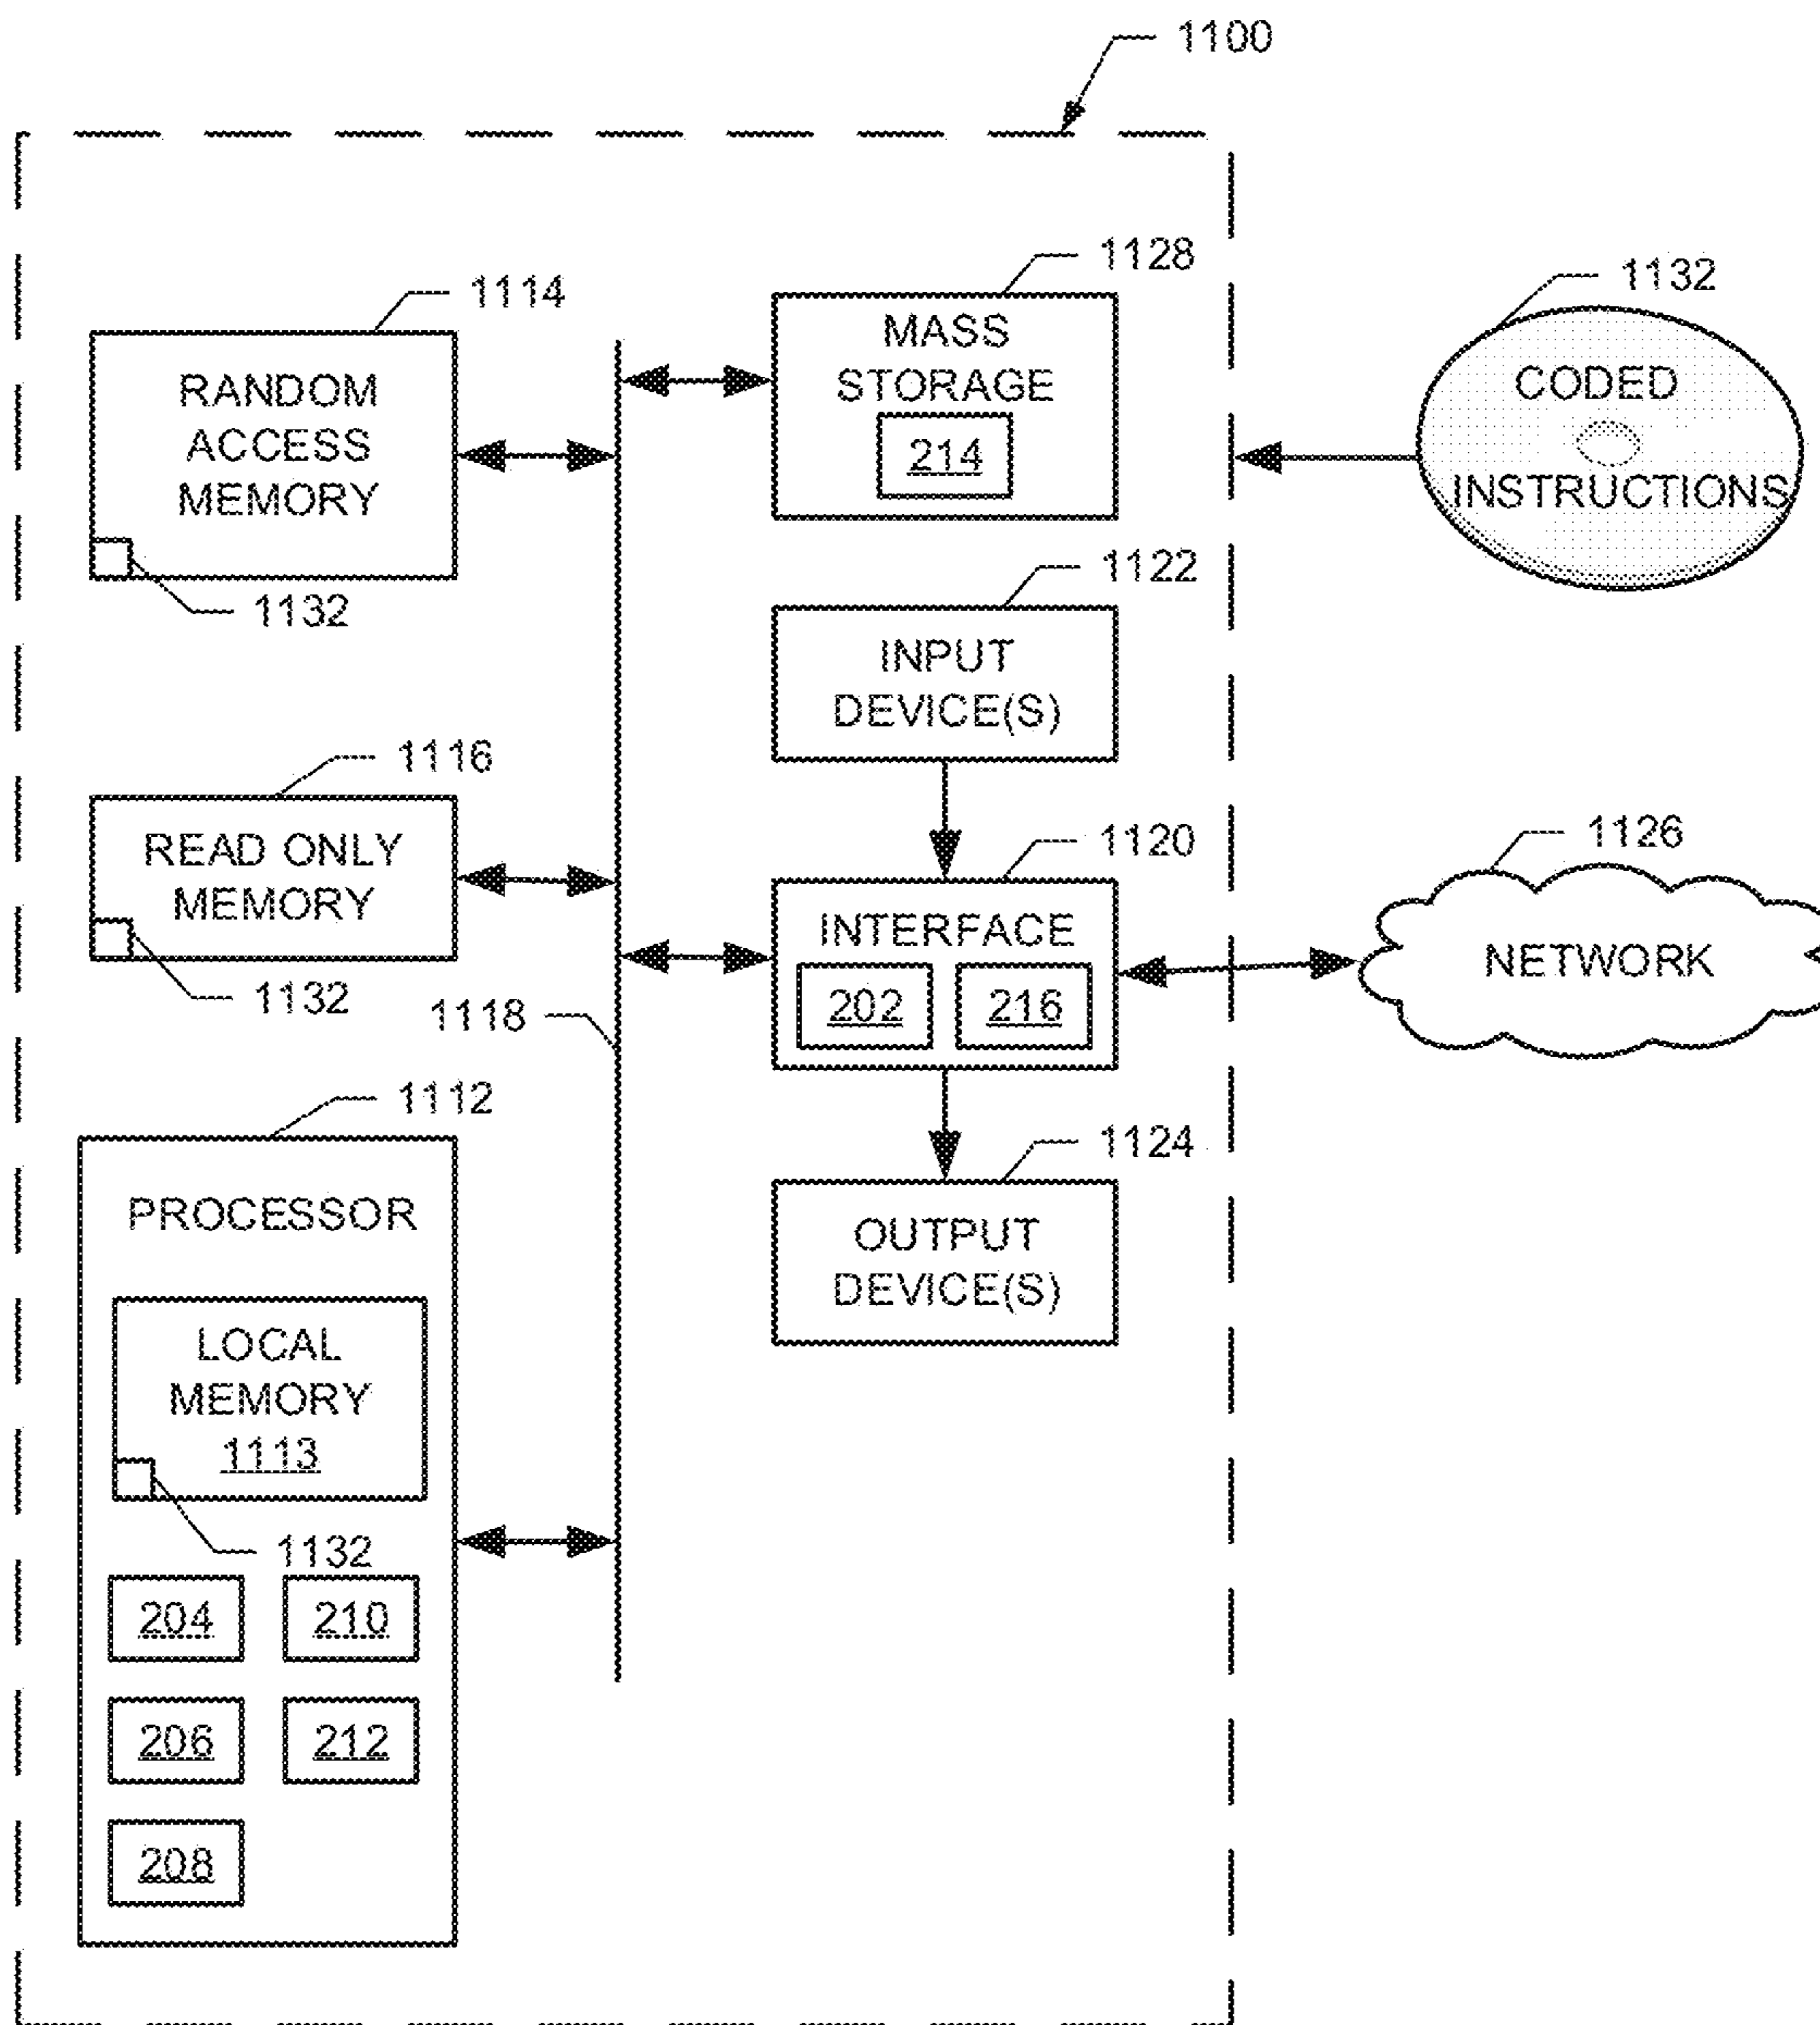 1100
1128
1114
1132
MASS
STORAGE
214
RANDOM
ACCESS
MEMORY
CODED
INSTRUCTIONS
1132
1122
INPUT
DEVICE(S)
1116
READ ONLY
MEMORY
1132
1120
INTERFACE
202 216
1126
NETWORK
1118
1112
PROCESSOR
1124
OUTPUT
DEVICE(S)
LOCAL
MEMORY
1113
1132
204 210
206 212
208